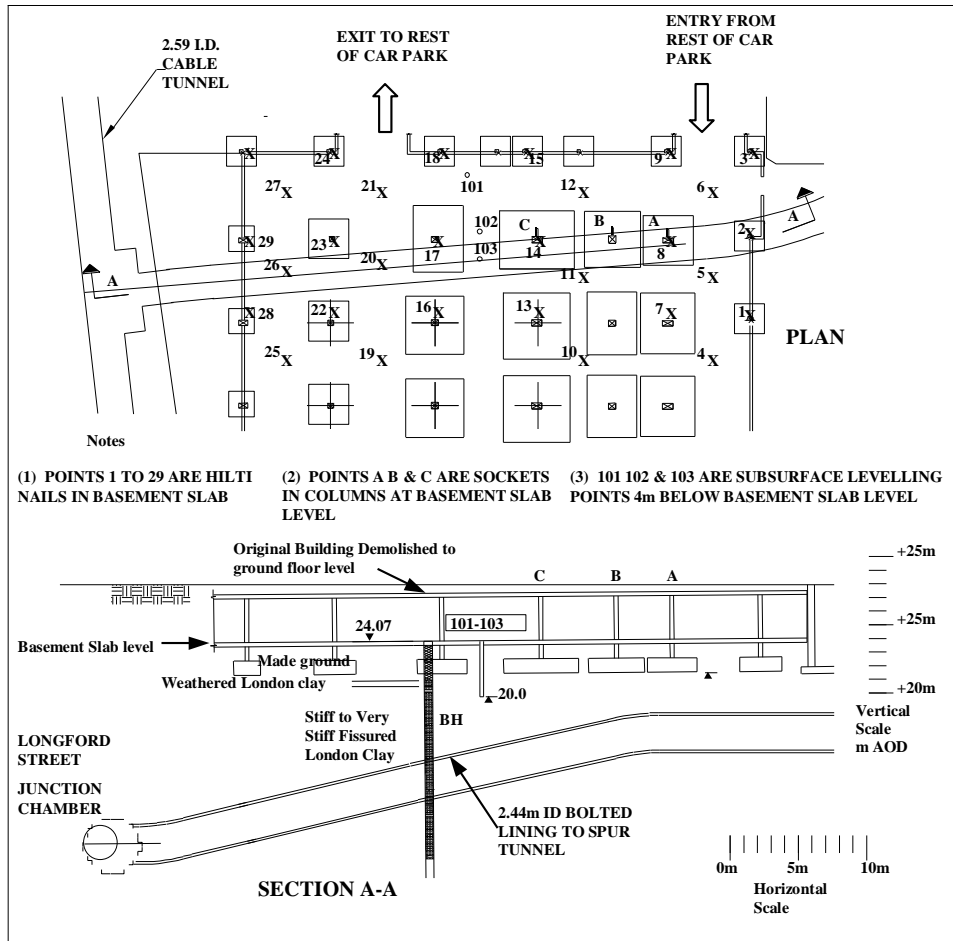 2.59 I.D.
CABLE
TUNNEL
EXIT TO REST
OF CAR PARK
ENTRY FROM
REST OF CAR
PARK
X 24 X 18 X 15 X 9 X 3 X
101
27 X 21 X 12 X 6 X
102
C B A
A
2 X
X 29 23 X 17 X 14 X 8 X
103
26 X 20 X 11 X 5 X
A
X 28 22 X 16 X 13 X 7 X 1 X
PLAN
25 X 19 X 10 X 4 X
Notes
(1) POINTS 1 TO 29 ARE HILTI
NAILS IN BASEMENT SLAB
(2) POINTS A B & C ARE SOCKETS
IN COLUMNS AT BASEMENT SLAB
LEVEL
(3) 101 102 & 103 ARE SUBSURFACE LEVELLING
POINTS 4m BELOW BASEMENT SLAB LEVEL
Original Building Demolished to
ground floor level
C B A
+25m
24.07
101-103
+25m
Basement Slab level
Made ground
Weathered London clay
20.0
+20m
Stiff to Very
Stiff Fissured
London Clay
BH
Vertical
Scale
m AOD
LONGFORD
STREET
JUNCTION
CHAMBER
2.44m ID BOLTED
LINING TO SPUR
TUNNEL
0m 5m 10m
Horizontal
Scale
SECTION A-A